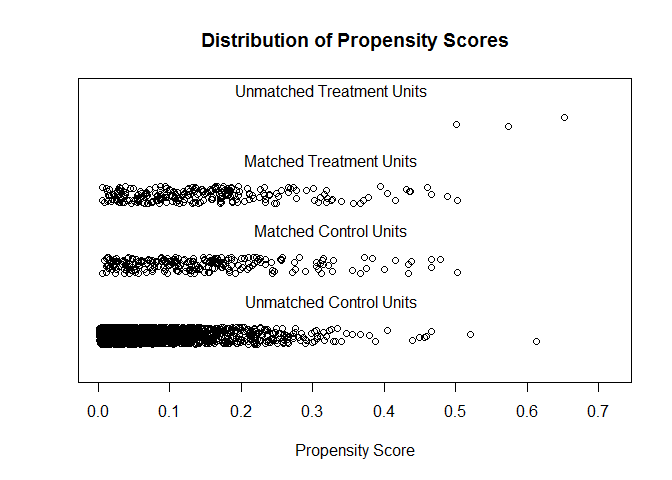 Distribution of Propensity Scores
Unmatched Treatment Units
Matched Treatment Units
Matched Control Units
Unmatched Control Units
0.0 0.1 0.2 0.3 0.4 0.5 0.6 0.7
Propensity Score